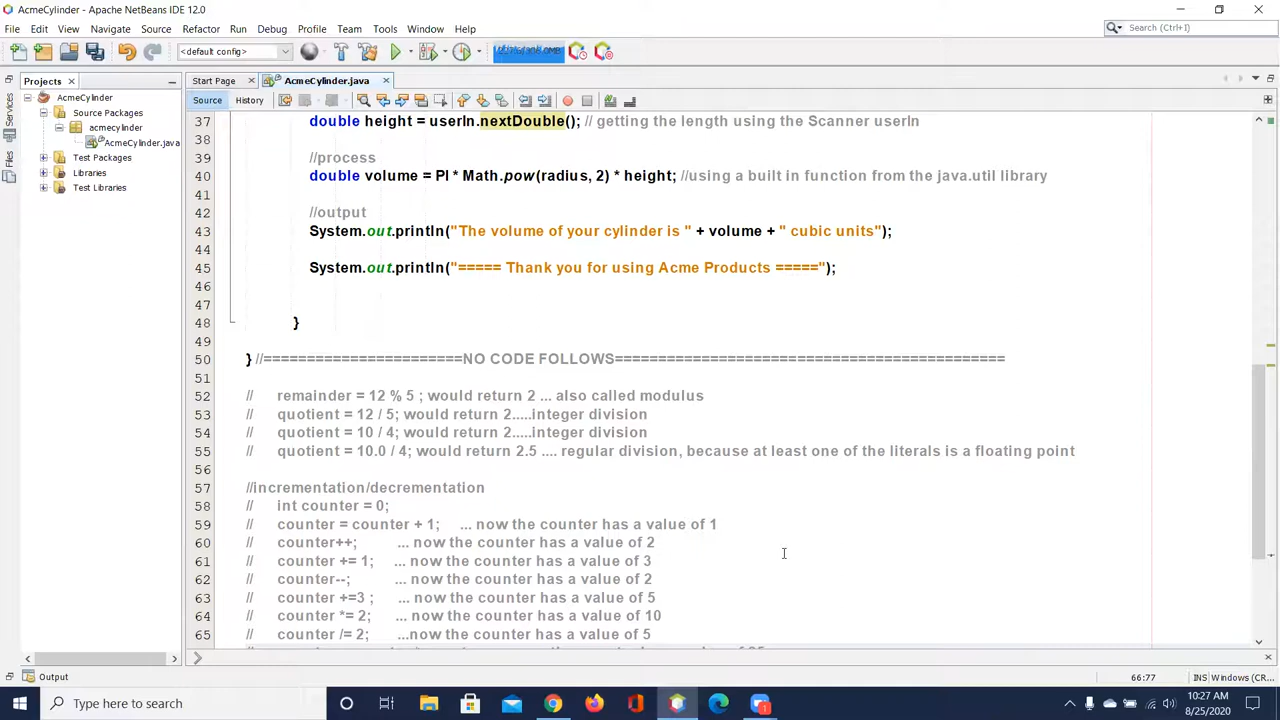 AcmeCylinder - Apache NetBeans IDE 12.0
File Edit View Navigate Source Refactor Run Debug Profile Team Tools Window Help
Search (Ctrl+I)
<default config>
Projects
Start Page
AcmeCylinder.java
Services
Files
AcmeCylinder
Source Packages
acmecylinder
AcmeCylinder.java
Test Packages
Libraries
Test Libraries
Source History
37 double height = userIn.nextDouble(); // getting the length using the Scanner userIn
38
39 //process
40 double volume = PI * Math.pow(radius, 2) * height; //using a built in function from the java.util library
41
42 //output
43 System.out.println("The volume of your cylinder is " + volume + " cubic units");
44
45 System.out.println("===== Thank you for using Acme Products =====");
46
47
48 }
49
50 } //=======================NO CODE FOLLOWS=============================================
51
52 // remainder = 12 % 5 ; would return 2 ... also called modulus
53 // quotient = 12 / 5; would return 2.....integer division
54 // quotient = 10 / 4; would return 2.....integer division
55 // quotient = 10.0 / 4; would return 2.5 .... regular division, because at least one of the literals is a floating point
56
57 //incrementation/decrementation
58 // int counter = 0;
59 // counter = counter + 1; ... now the counter has a value of 1
60 // counter++; ... now the counter has a value of 2
61 // counter += 1; ... now the counter has a value of 3
62 // counter--; ... now the counter has a value of 2
63 // counter +=3 ; ... now the counter has a value of 5
64 // counter *= 2; ... now the counter has a value of 10
65 // counter /= 2; ...now the counter has a value of 5
Output
66:77 INS Windows (CR...
Type here to search
10:27 AM
8/25/2020